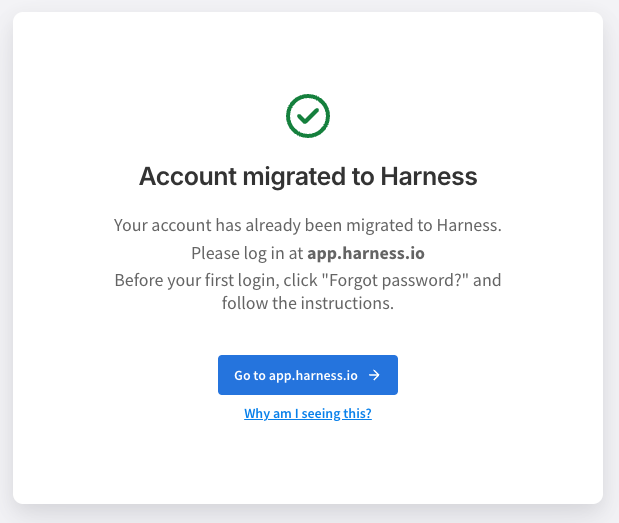 Account migrated to Harness
Your account has already been migrated to Harness.
Please log in at app.harness.io
Before your first login, click "Forgot password?" and
follow the instructions.
Go to app.harness.io →
Why am I seeing this?